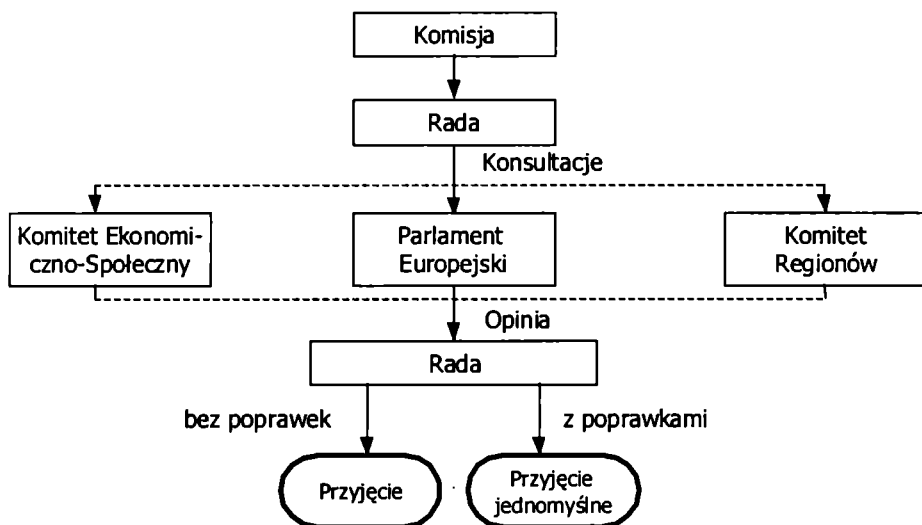 Komisja
Rada
Konsultacje
Komitet Ekonomi-
czno-Społeczny
Parlament
Europejski
Komitet
Regionów
Opinia
Rada
bez poprawek
z poprawkami
Przyjęcie
Przyjęcie
jednomyślne